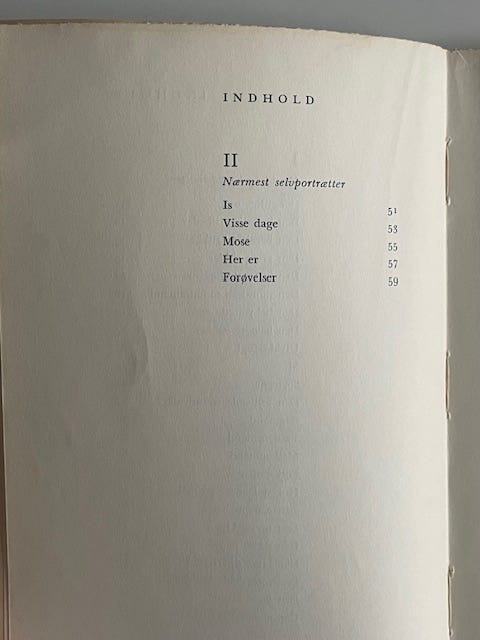 INDHOLD
II
Nærmest selvportrætter
Is 51
Visse dage 53
Mose 55
Her er 57
Forøvelser 59